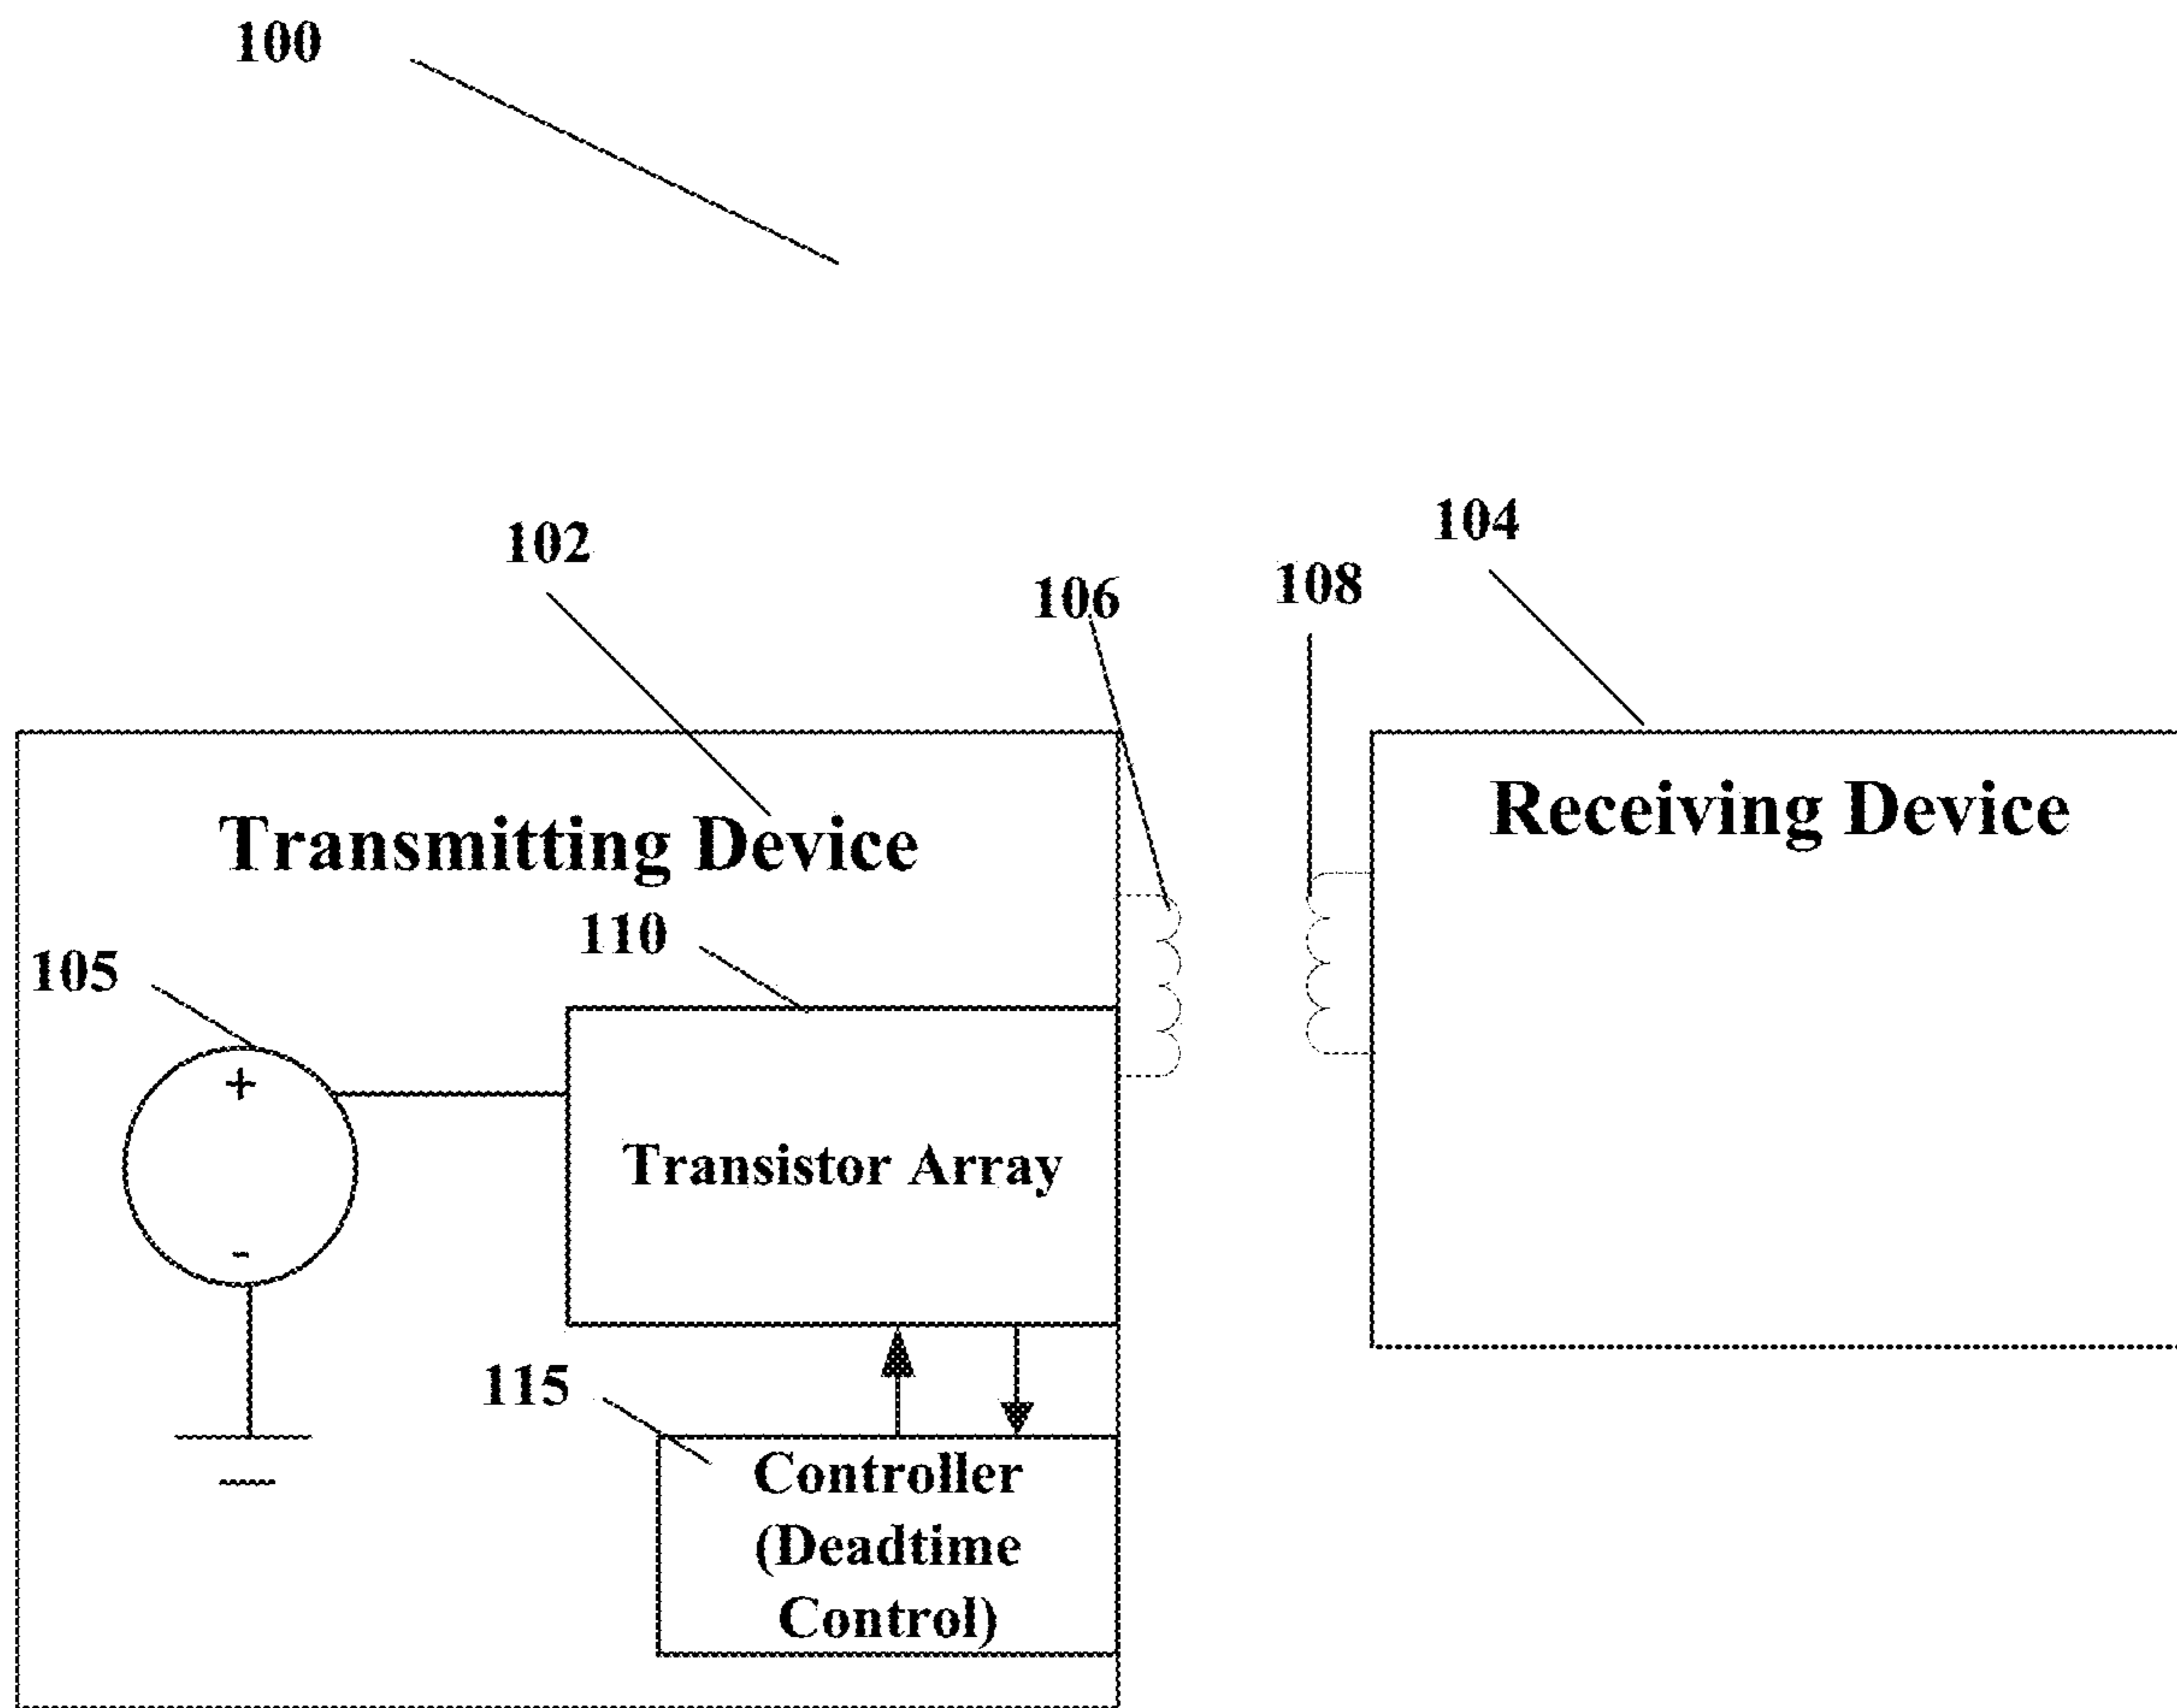 100
102
104
106
108
Transmitting Device
Receiving Device
110
105
+
-
Transistor Array
115
Controller
(Deadtime
Control)